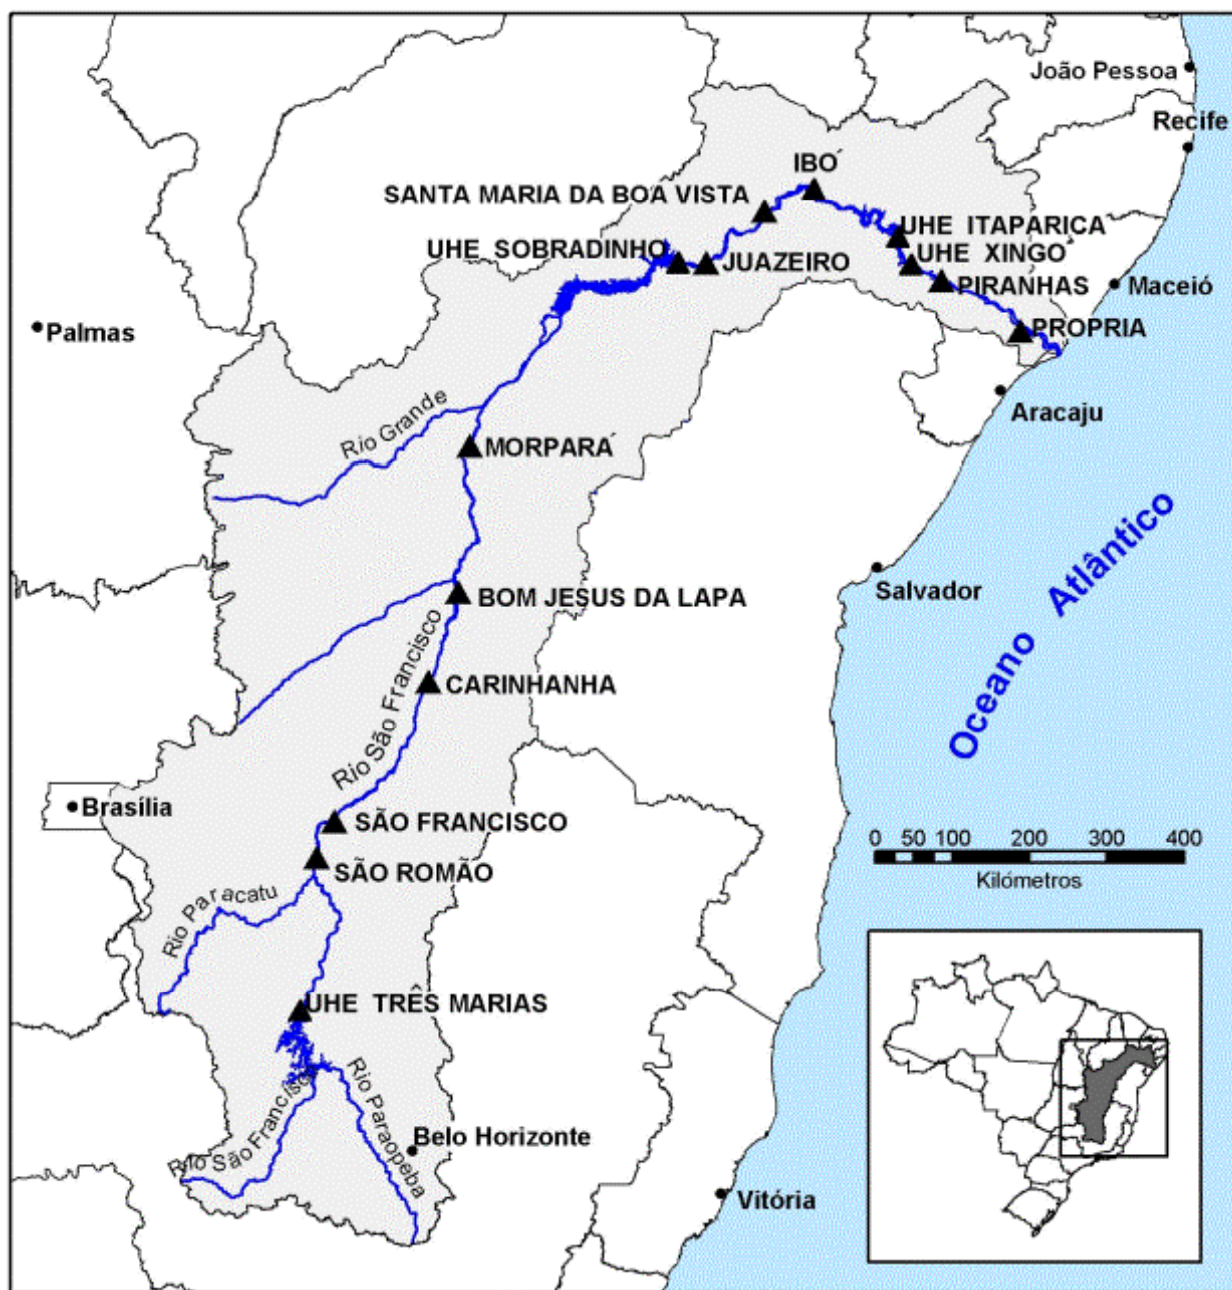 João Pessoa
Recife
IBÓ
SANTA MARIA DA BOA VISTA
UHE ITAPARICA
UHE SOBRADINHO
JUAZEIRO
UHE XINGÓ
PIRANHAS
Maceió
Palmas
PROPRIA
Aracaju
Rio Grande
MORPARÁ
Oceano Atlântico
Salvador
BOM JESUS DA LAPA
Rio São Francisco
CARINHANHA
Brasília
SÃO FRANCISCO
0 50 100 200 300 400
Kilómetros
SÃO ROMÃO
Rio Paracatu
UHE TRÊS MARIAS
Rio São Francisco
Rio Paraopeba
Belo Horizonte
Vitória